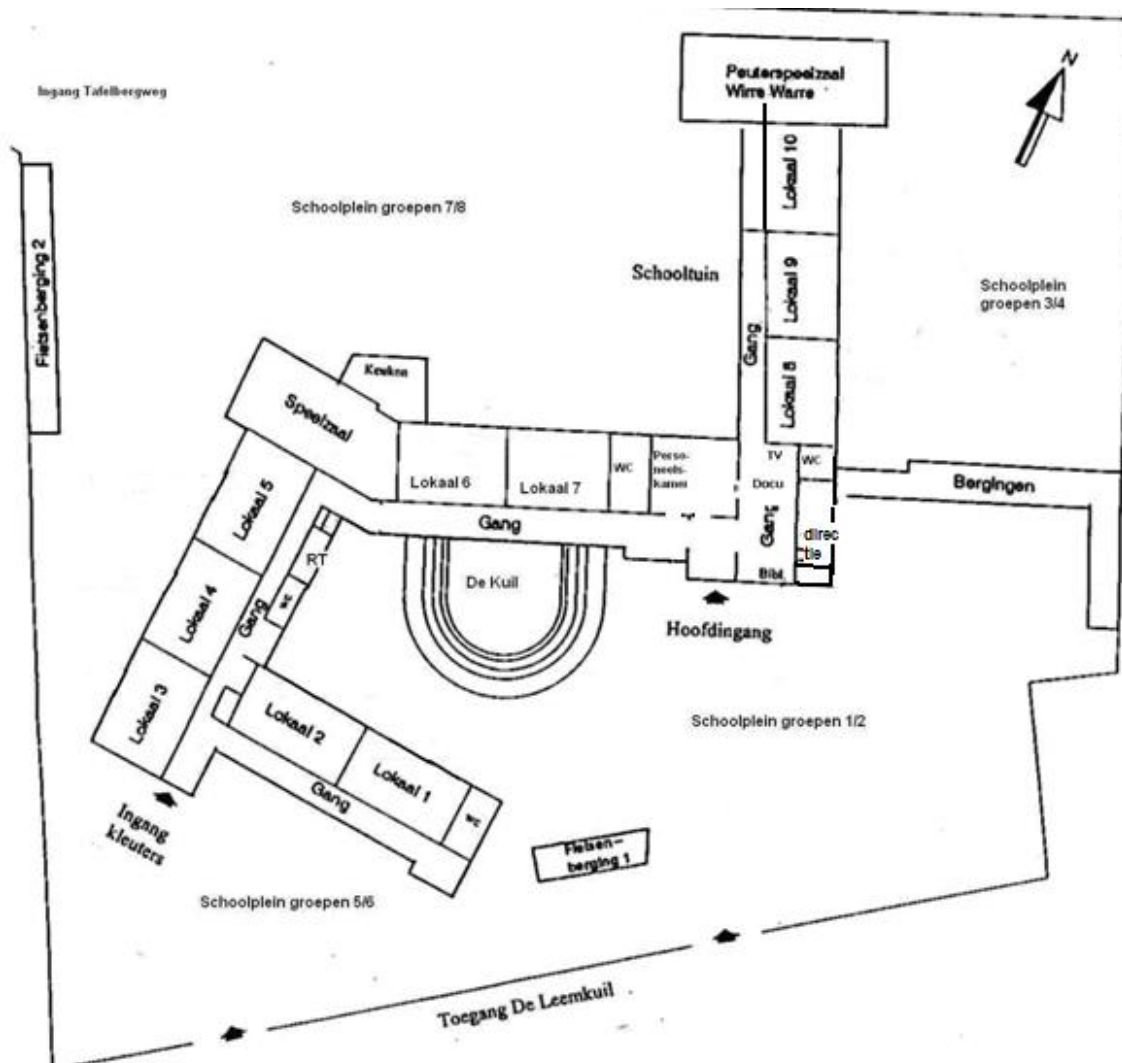 Peuterspeelzaal
Wirre Warre
N
Ingang Tafelbergweg
Lokaal 10
Schoolplein groepen 7/8
Fietsenberging 2
Schooltuin
Lokaal 9
Schoolplein
groepen 3/4
Gang
Lokaal 8
Keuken
Speelzaal
TV
WC
Perso-
neels-
kamer
WC
Lokaal 6
Lokaal 7
Docu
Bergingen
Lokaal 5
Gang
Gang
direc
tie
RT
De Kuil
Bibl.
Lokaal 4
Gang
WC
Hoofdingang
Lokaal 3
Lokaal 2
Schoolplein groepen 1/2
Lokaal 1
Gang
WC
Ingang
kleuters
Fietsen-
berging 1
Schoolplein groepen 5/6
Toegang De Leemkuil